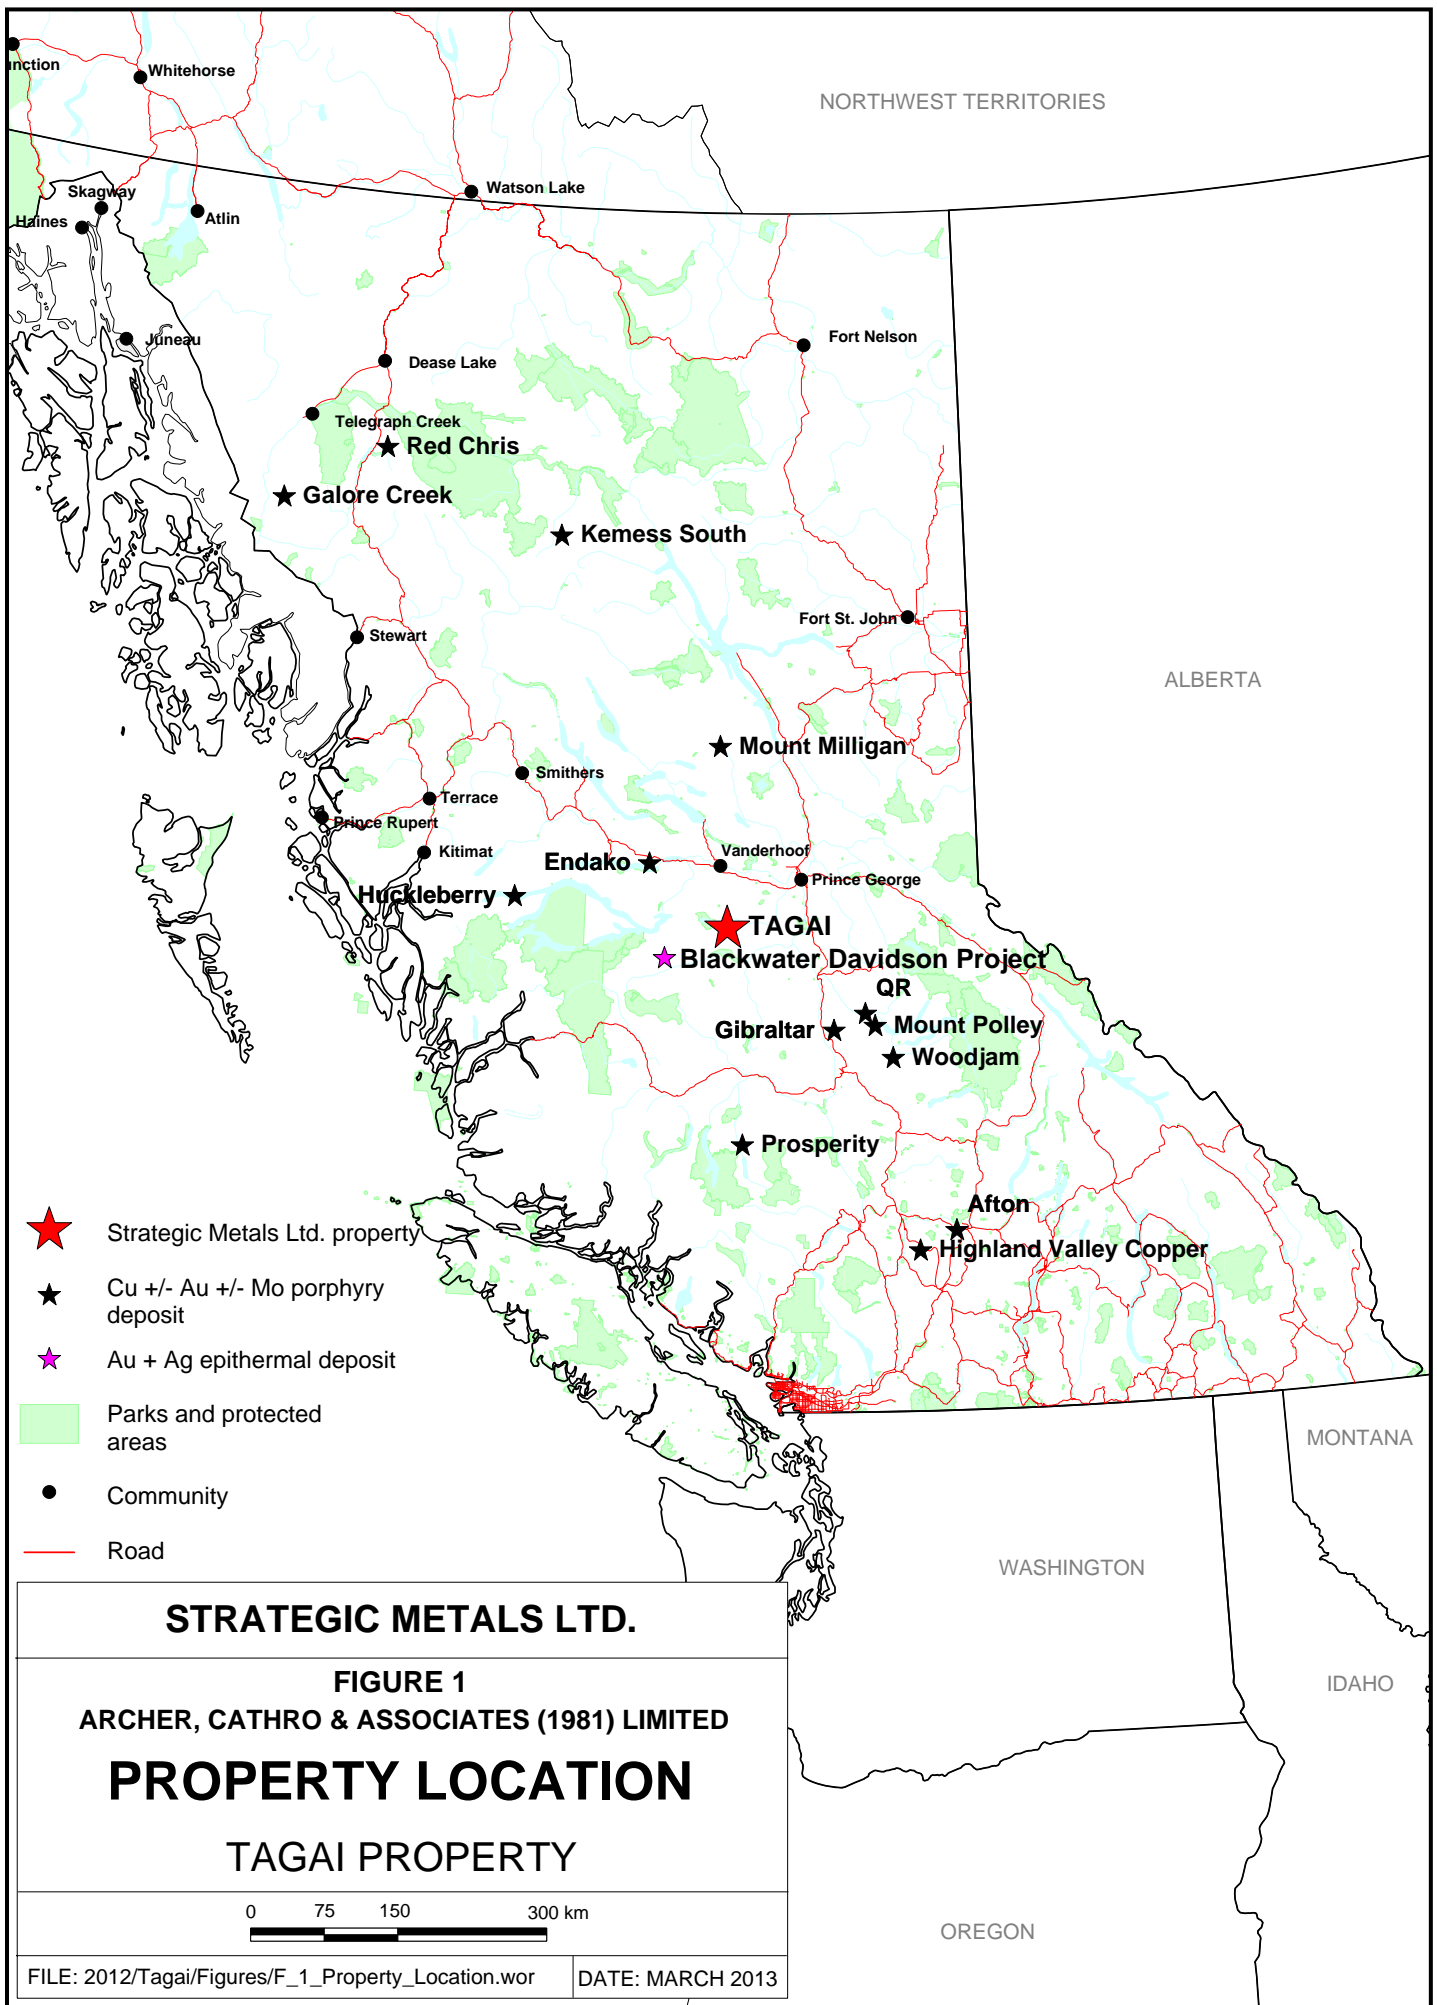 unction
Whitehorse
NORTHWEST TERRITORIES
Watson Lake
Skagway
Haines
Atlin
Juneau
Fort Nelson
Dease Lake
Telegraph Creek
Red Chris
Galore Creek
Kemess South
Fort St. John
Stewart
ALBERTA
Mount Milligan
Smithers
Terrace
Prince Rupert
Kitimat
Vanderhoof
Endako
Prince George
Huckleberry
TAGAI
Blackwater Davidson Project
QR
Mount Polley
Gibraltar
Woodjam
Prosperity
Afton
Highland Valley Copper
Strategic Metals Ltd. property
Cu +/- Au +/- Mo porphyry
deposit
Au + Ag epithermal deposit
Parks and protected
areas
Community
Road
MONTANA
WASHINGTON
IDAHO
OREGON
STRATEGIC METALS LTD.
FIGURE 1
ARCHER, CATHRO & ASSOCIATES (1981) LIMITED
PROPERTY LOCATION
TAGAI PROPERTY
0 75 150 300 km
FILE: 2012/Tagai/Figures/F_1_Property_Location.wor
DATE: MARCH 2013